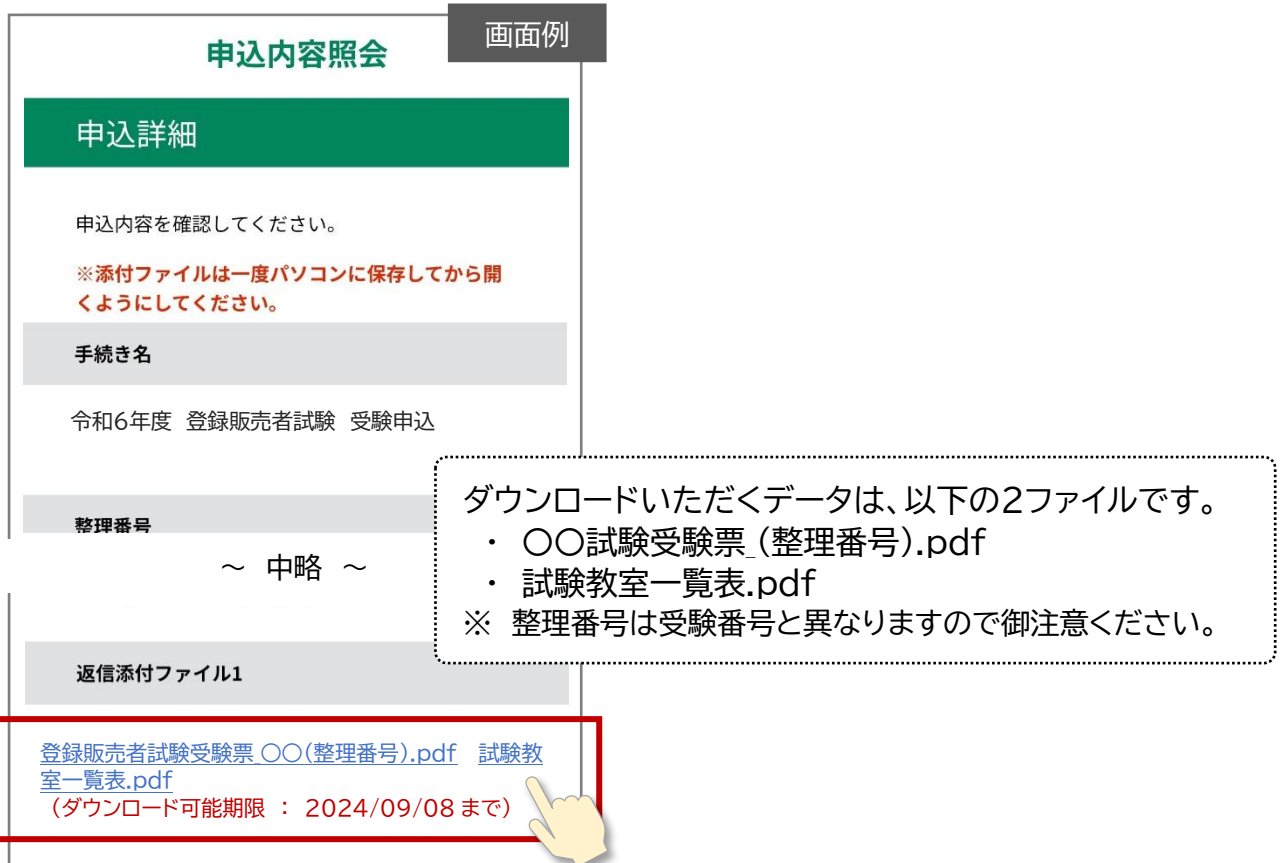 画面例
申込内容照会
申込詳細
申込内容を確認してください。
※添付ファイルは一度パソコンに保存してから開
くようにしてください。
手続き名
令和6年度 登録販売者試験 受験申込
整理番号
～ 中略 ～
ダウンロードいただくデータは、以下の2ファイルです。
・ 〇〇試験受験票_(整理番号).pdf
・ 試験教室一覧表.pdf
※ 整理番号は受験番号と異なりますので御注意ください。
返信添付ファイル1
登録販売者試験受験票_〇〇(整理番号).pdf 試験教
室一覧表.pdf
（ダウンロード可能期限 ： 2024/09/08 まで）